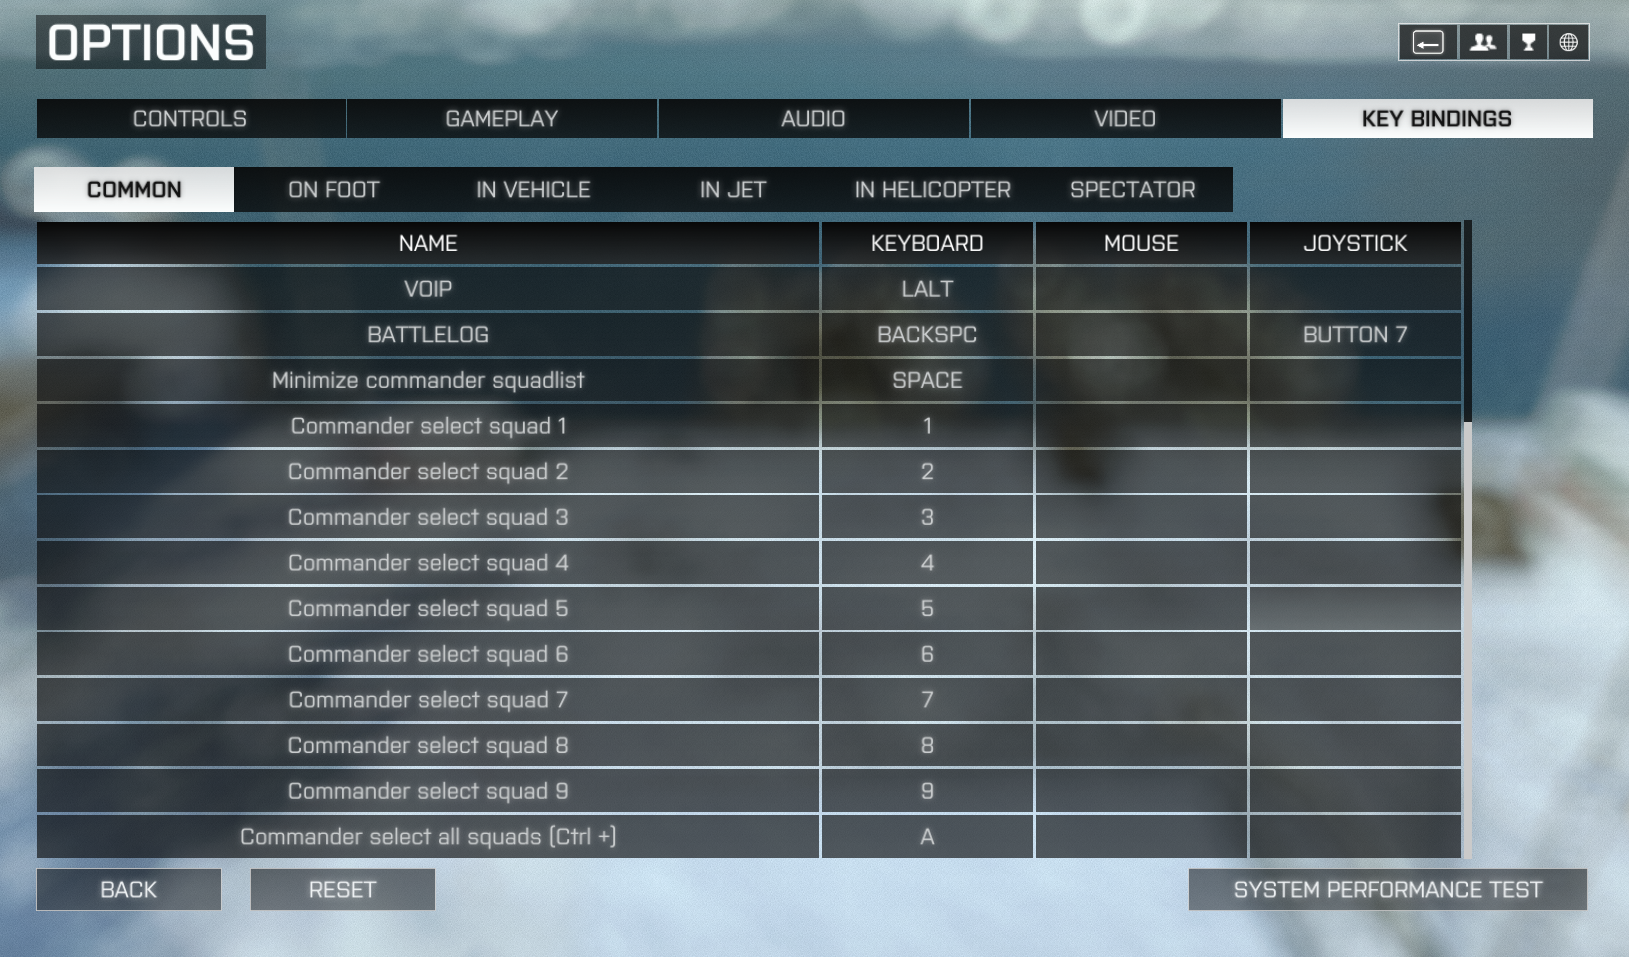 OPTIONS
CONTROLS GAMEPLAY AUDIO VIDEO KEY BINDINGS
COMMON ON FOOT IN VEHICLE IN JET IN HELICOPTER SPECTATOR
NAME KEYBOARD MOUSE JOYSTICK
VOIP LALT
BATTLELOG BACKSPC BUTTON 7
Minimize commander squadlist SPACE
Commander select squad 1 1
Commander select squad 2 2
Commander select squad 3 3
Commander select squad 4 4
Commander select squad 5 5
Commander select squad 6 6
Commander select squad 7 7
Commander select squad 8 8
Commander select squad 9 9
Commander select all squads (Ctrl +) A
BACK RESET SYSTEM PERFORMANCE TEST